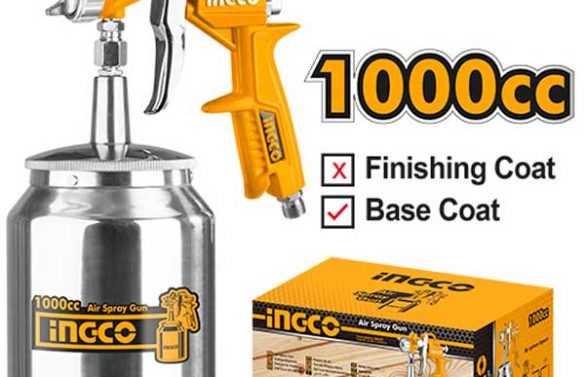 INGCO
1000cc
INGCO
x Finishing Coat
✓ Base Coat
1000cc Air Spray Gun
INGCO
INGCO
Air Spray Gun
1000cc